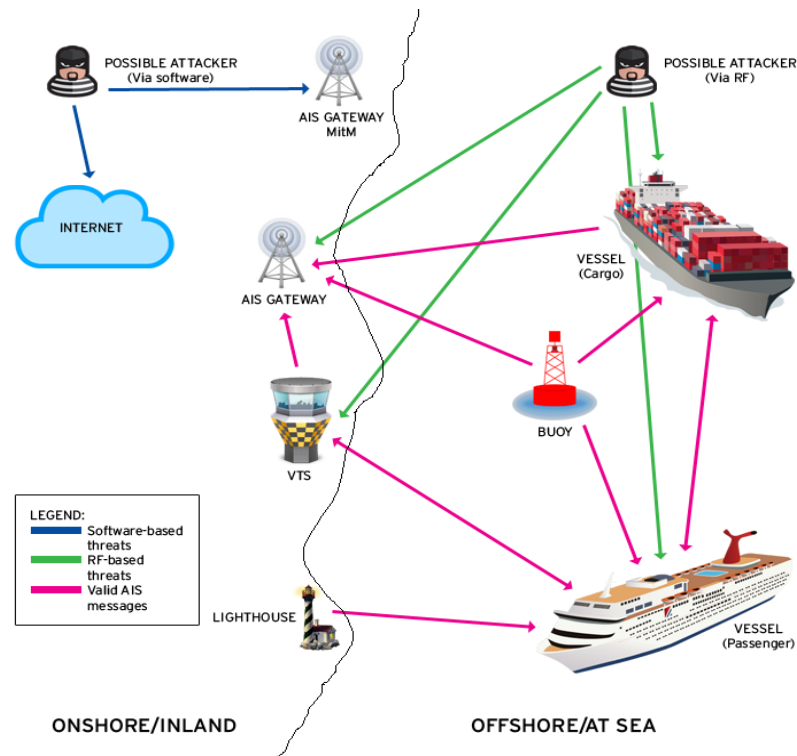 POSSIBLE ATTACKER
(Via software)
AIS GATEWAY
MitM
POSSIBLE ATTACKER
(Via RF)
INTERNET
VESSEL
(Cargo)
AIS GATEWAY
BUOY
VTS
LEGEND:
Software-based
threats
RF-based
threats
Valid AIS
messages
LIGHTHOUSE
VESSEL
(Passenger)
ONSHORE/INLAND
OFFSHORE/AT SEA